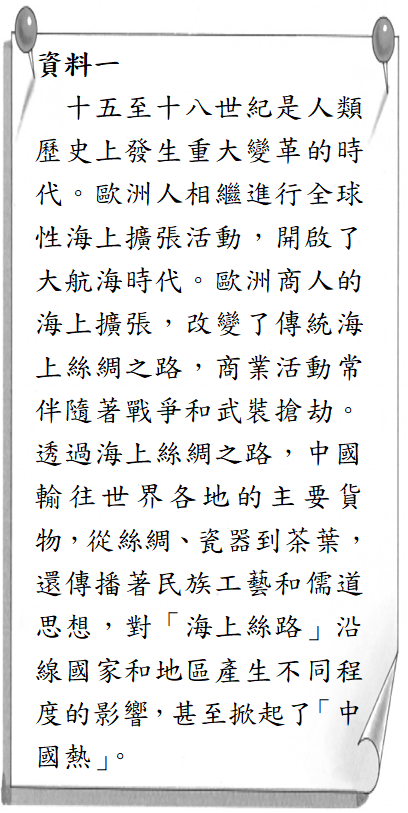 資料一
十五至十八世紀是人類
歷史上發生重大變革的時
代。歐洲人相繼進行全球
性海上擴張活動，開啟了
大航海時代。歐洲商人的
海上擴張，改變了傳統海
上絲綢之路，商業活動常
伴隨著戰爭和武裝搶劫。
透過海上絲綢之路，中國
輸往世界各地的主要貨
物，從絲綢、瓷器到茶葉，
還傳播著民族工藝和儒道
思想，對「海上絲路」沿
線國家和地區產生不同程
度的影響，甚至掀起了「中
國熱」。